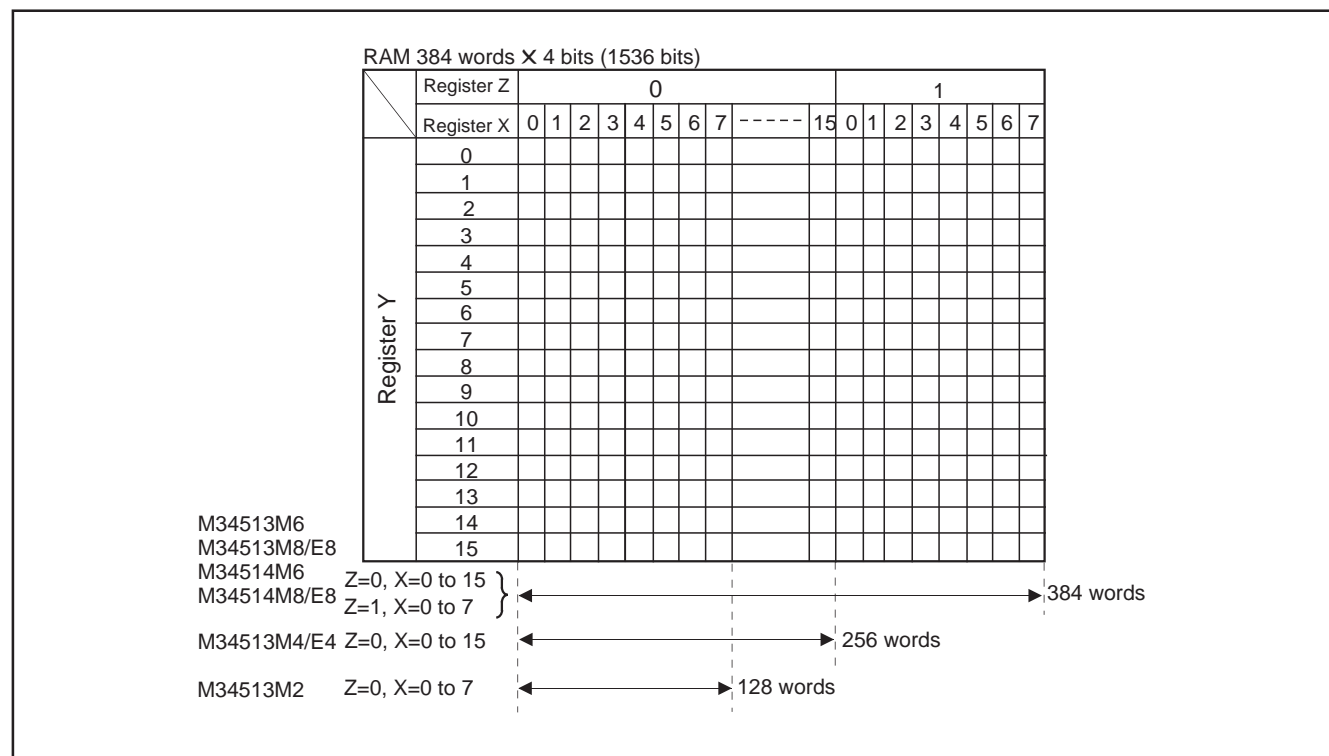 RAM 384 words × 4 bits (1536 bits)
Register Z 0 1
Register X 0 1 2 3 4 5 6 7 ----- 15 0 1 2 3 4 5 6 7
Register Y
0
1
2
3
4
5
6
7
8
9
10
11
12
13
14
15
M34513M6
M34513M8/E8
M34514M6
M34514M8/E8
Z=0, X=0 to 15
Z=1, X=0 to 7
384 words
M34513M4/E4 Z=0, X=0 to 15 256 words
M34513M2 Z=0, X=0 to 7 128 words